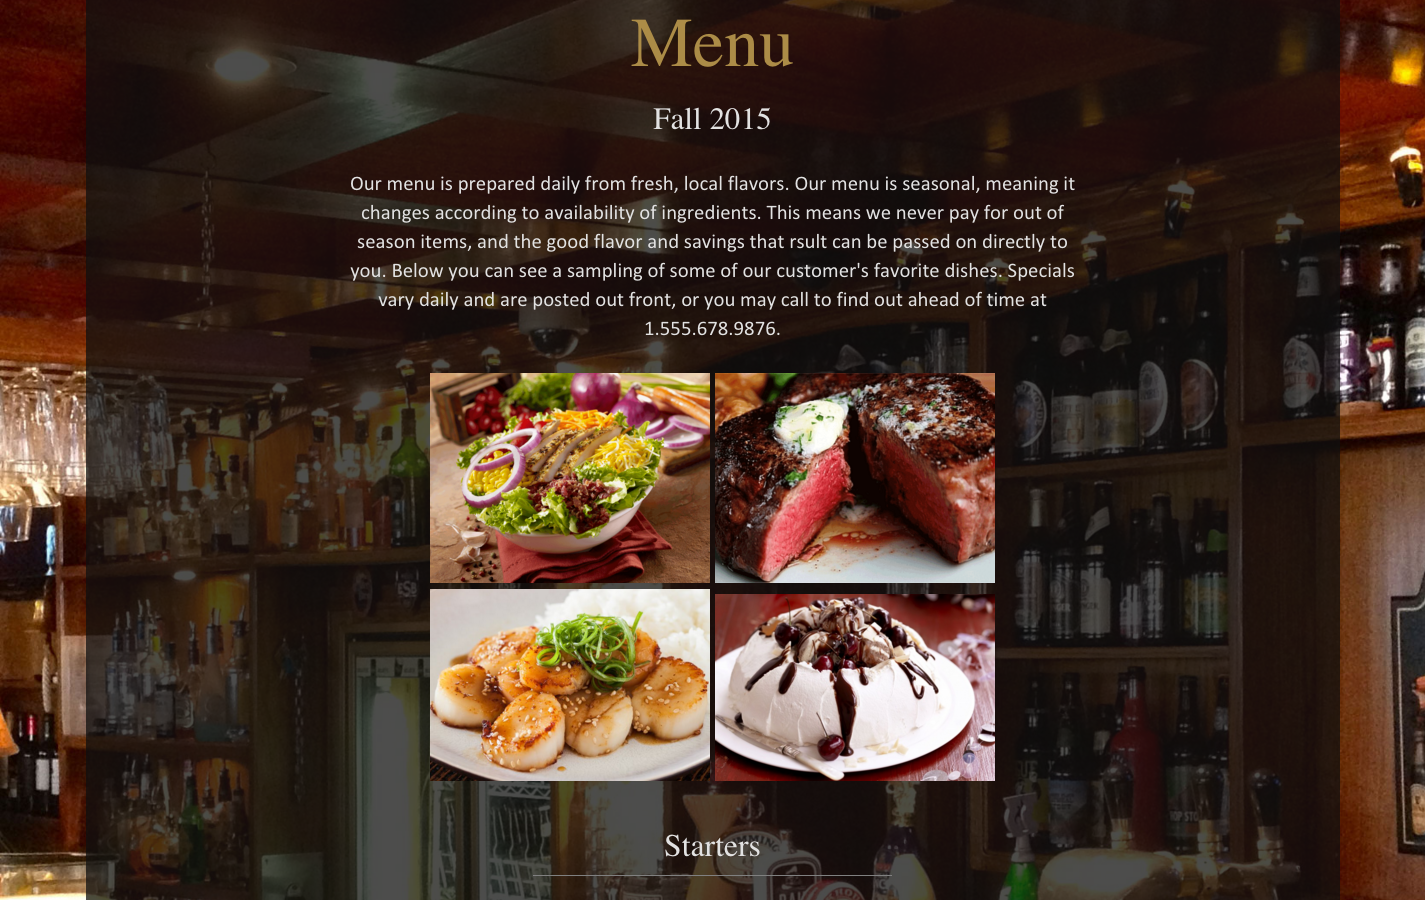 Menu
Fall 2015
Our menu is prepared daily from fresh, local flavors. Our menu is seasonal, meaning it
changes according to availability of ingredients. This means we never pay for out of
season items, and the good flavor and savings that rsult can be passed on directly to
you. Below you can see a sampling of some of our customer's favorite dishes. Specials
vary daily and are posted out front, or you may call to find out ahead of time at
1.555.678.9876.
Starters